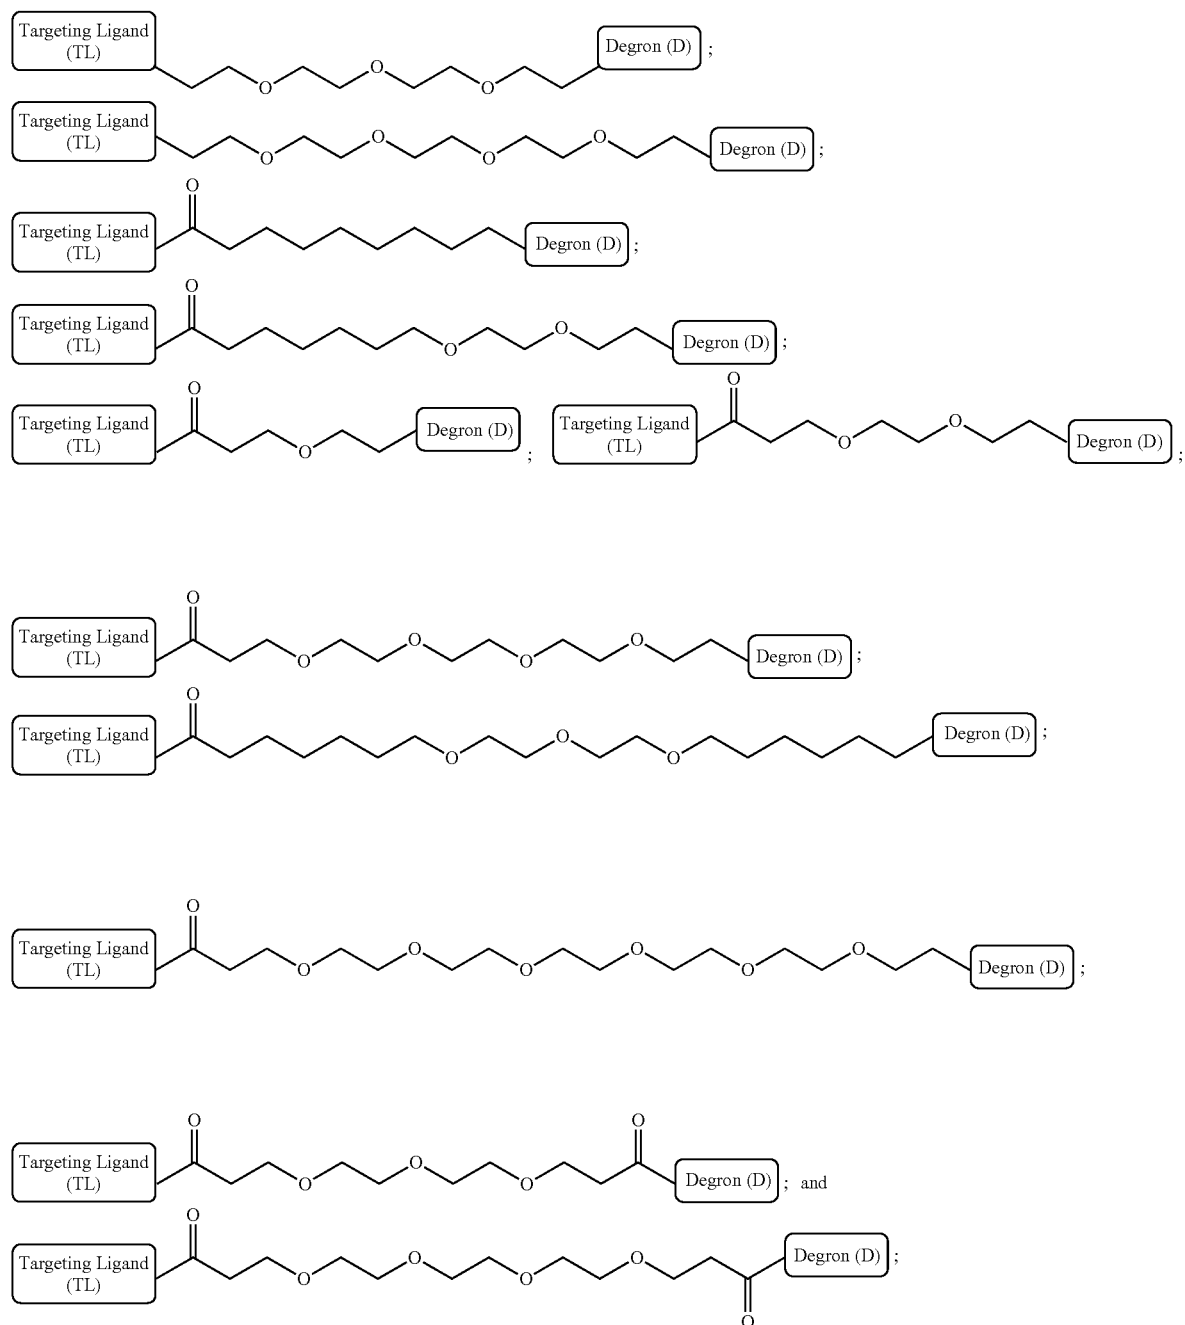 Targeting Ligand
(TL)
O
O
O
Degron (D) ;
Targeting Ligand
(TL)
O
O
O
O
Degron (D) ;
O
Targeting Ligand
(TL)
Degron (D) ;
O
Targeting Ligand
(TL)
O
O
Degron (D) ;
O
Targeting Ligand
(TL)
O
Degron (D) ;
O
Targeting Ligand
(TL)
O
O
Degron (D) ;
O
Targeting Ligand
(TL)
O
O
O
O
Degron (D) ;
O
Targeting Ligand
(TL)
O
O
O
Degron (D) ;
O
Targeting Ligand
(TL)
O
O
O
O
O
O
Degron (D) ;
O
Targeting Ligand
(TL)
O
O
O
O
Degron (D) ; and
O
Targeting Ligand
(TL)
O
O
O
O
Degron (D) ;
O